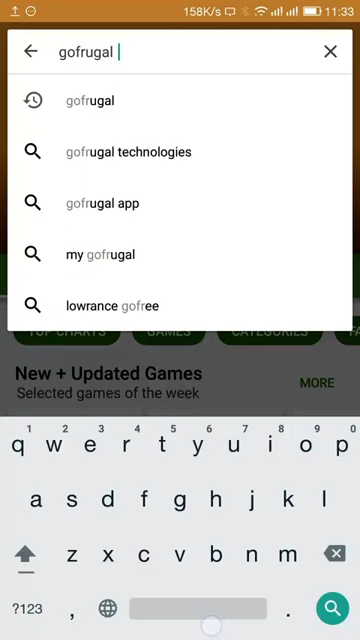 158K/s 11:33
gofrugal
gofrugal
gofrugal technologies
gofrugal app
my gofrugal
lowrance gofree
TOP CHARTS GAMES CATEGORIES FA
New + Updated Games
MORE
Selected games of the week
1 2 3 4 5 6 7 8 9 0
q w e r t y u i o p
a s d f g h j k l
z x c v b n m
?123 , .